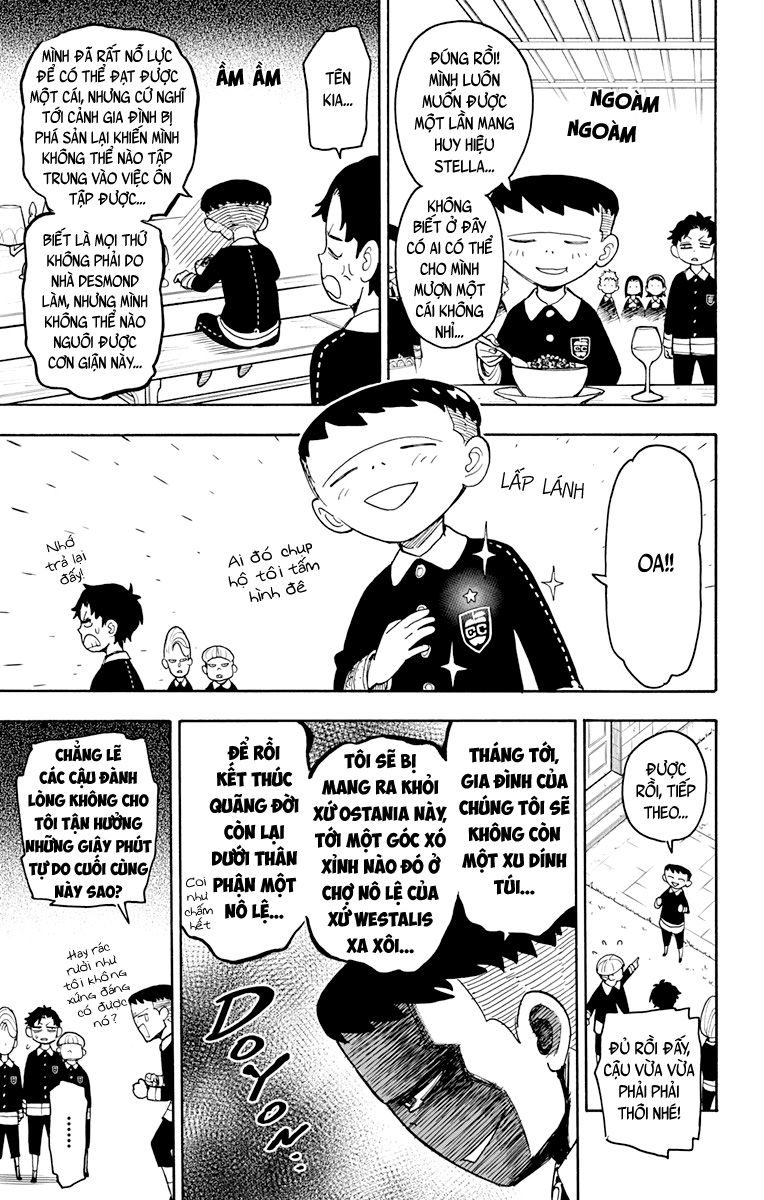 ĐÚNG RỒI!
MÌNH LUÔN
MUỐN ĐƯỢC
MỘT LẦN MANG
HUY HIỆU
STELLA...
NGOÀM
NGOÀM
KHÔNG
BIẾT Ở ĐÂY
CÓ AI CÓ THỂ
CHO MÌNH
MƯỢN MỘT
CÁI KHÔNG
NHỈ...
TÊN
KIA...
ẦM ẦM
MÌNH ĐÃ RẤT NỖ LỰC
ĐỂ CÓ THỂ ĐẠT ĐƯỢC
MỘT CÁI, NHƯNG CỨ NGHĨ
TỚI CẢNH GIA ĐÌNH BỊ
PHÁ SẢN LẠI KHIẾN MÌNH
KHÔNG THỂ NÀO TẬP
TRUNG VÀO VIỆC ÔN
TẬP ĐƯỢC...
BIẾT LÀ MỌI THỨ
KHÔNG PHẢI DO
NHÀ DESMOND
LÀM, NHƯNG MÌNH
KHÔNG THỂ NÀO
NGUÔI ĐƯỢC
CƠN GIẬN NÀY...
OA!!
LẤP LÁNH
Ai đó chụp
hộ tôi tấm
hình đê
Nhớ
trả lại
đấy!
ĐƯỢC
RỒI, TIẾP
THEO...
ĐỦ RỒI ĐẤY,
CẬU VỪA VỪA
PHẢI PHẢI
THÔI NHÉ!
THÁNG TỚI,
GIA ĐÌNH CỦA
CHÚNG TÔI SẼ
KHÔNG CÒN
MỘT XU DÍNH
TÚI...
TÔI SẼ BỊ
MANG RA KHỎI
XỨ OSTANIA NÀY,
TỚI MỘT GÓC XÓ
XỈNH NÀO ĐÓ Ở
CHỢ NÔ LỆ CỦA
XỨ WESTALIS
XA XÔI...
ĐỂ RỒI
KẾT THÚC
QUÃNG ĐỜI
CÒN LẠI
DƯỚI THÂN
PHẬN MỘT
NÔ LỆ...
Coi
như
chấm
hết
DOYON
CHẲNG LẼ
CÁC CẬU ĐÀNH
LÒNG KHÔNG CHO
TÔI TẬN HƯỞNG
NHỮNG GIÂY PHÚT
TỰ DO CUỐI CÙNG
NÀY SAO?
Hay rác
rưởi như
tôi không
xứng đáng
có được
nó?
......